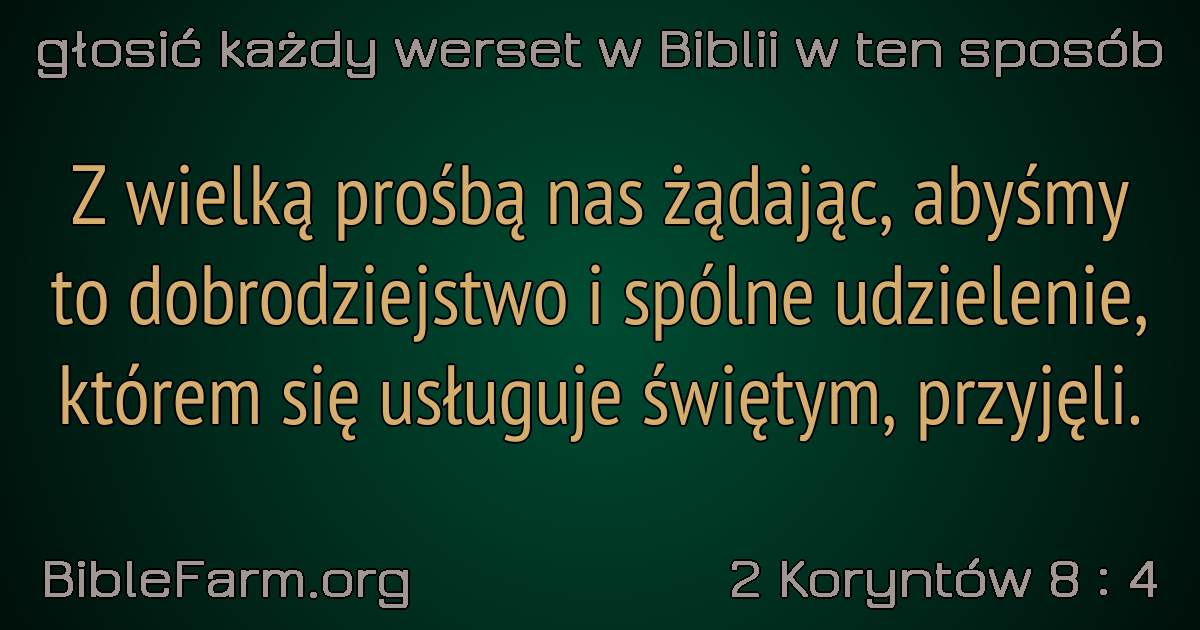 głosić każdy werset w Biblii w ten sposób
Z wielką prośbą nas żądając, abyśmy
to dobrodziejstwo i spólne udzielenie,
którem się usługuje świętym, przyjęli.
BibleFarm.org
2 Koryntów 8 : 4